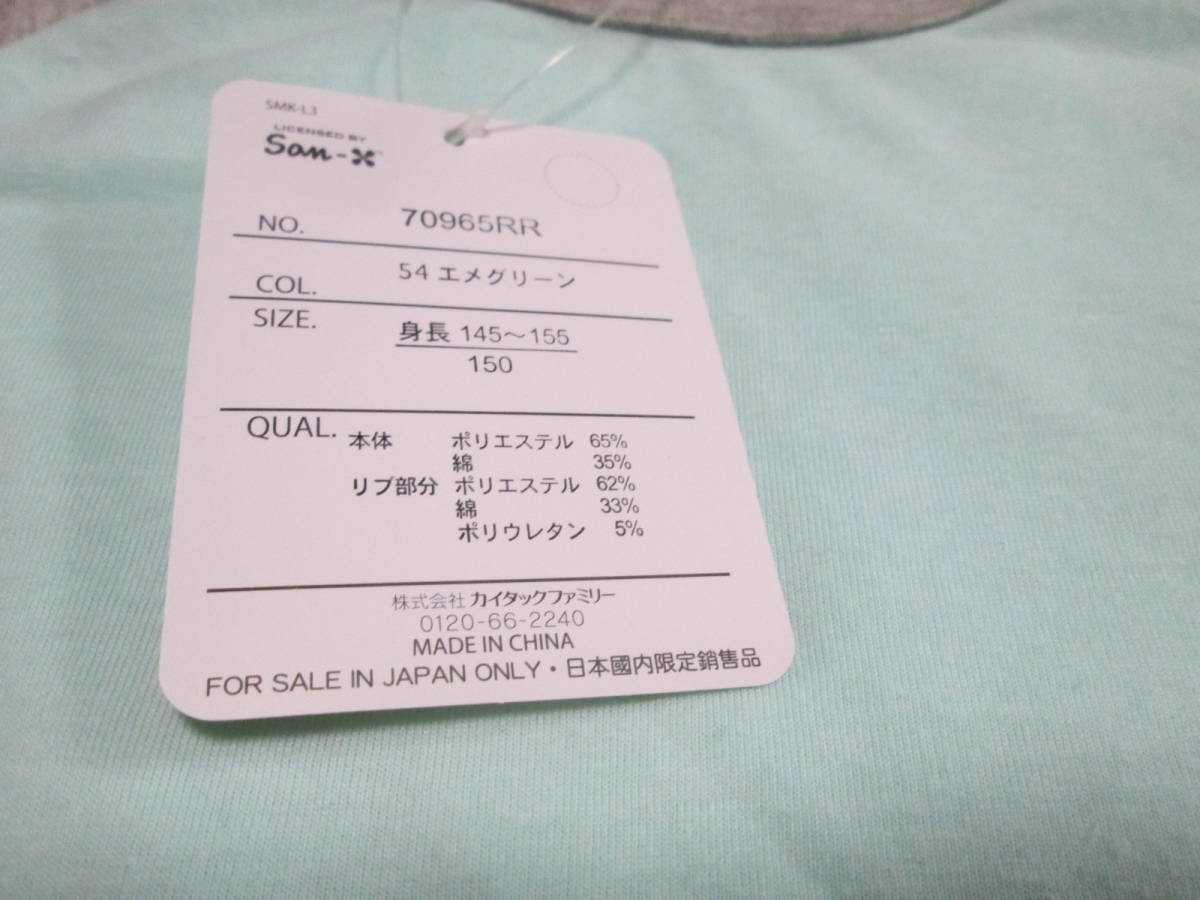 SMK-L3
LICENSED BY
San-X
NO. 70965RR
COL. 54 エメグリーン
SIZE. 身長 145～155
150
QUAL. 本体 ポリエステル 65%
綿 35%
リブ部分 ポリエステル 62%
綿 33%
ポリウレタン 5%
株式会社 カイタックファミリー
0120-66-2240
MADE IN CHINA
FOR SALE IN JAPAN ONLY・日本國内限定銷售品